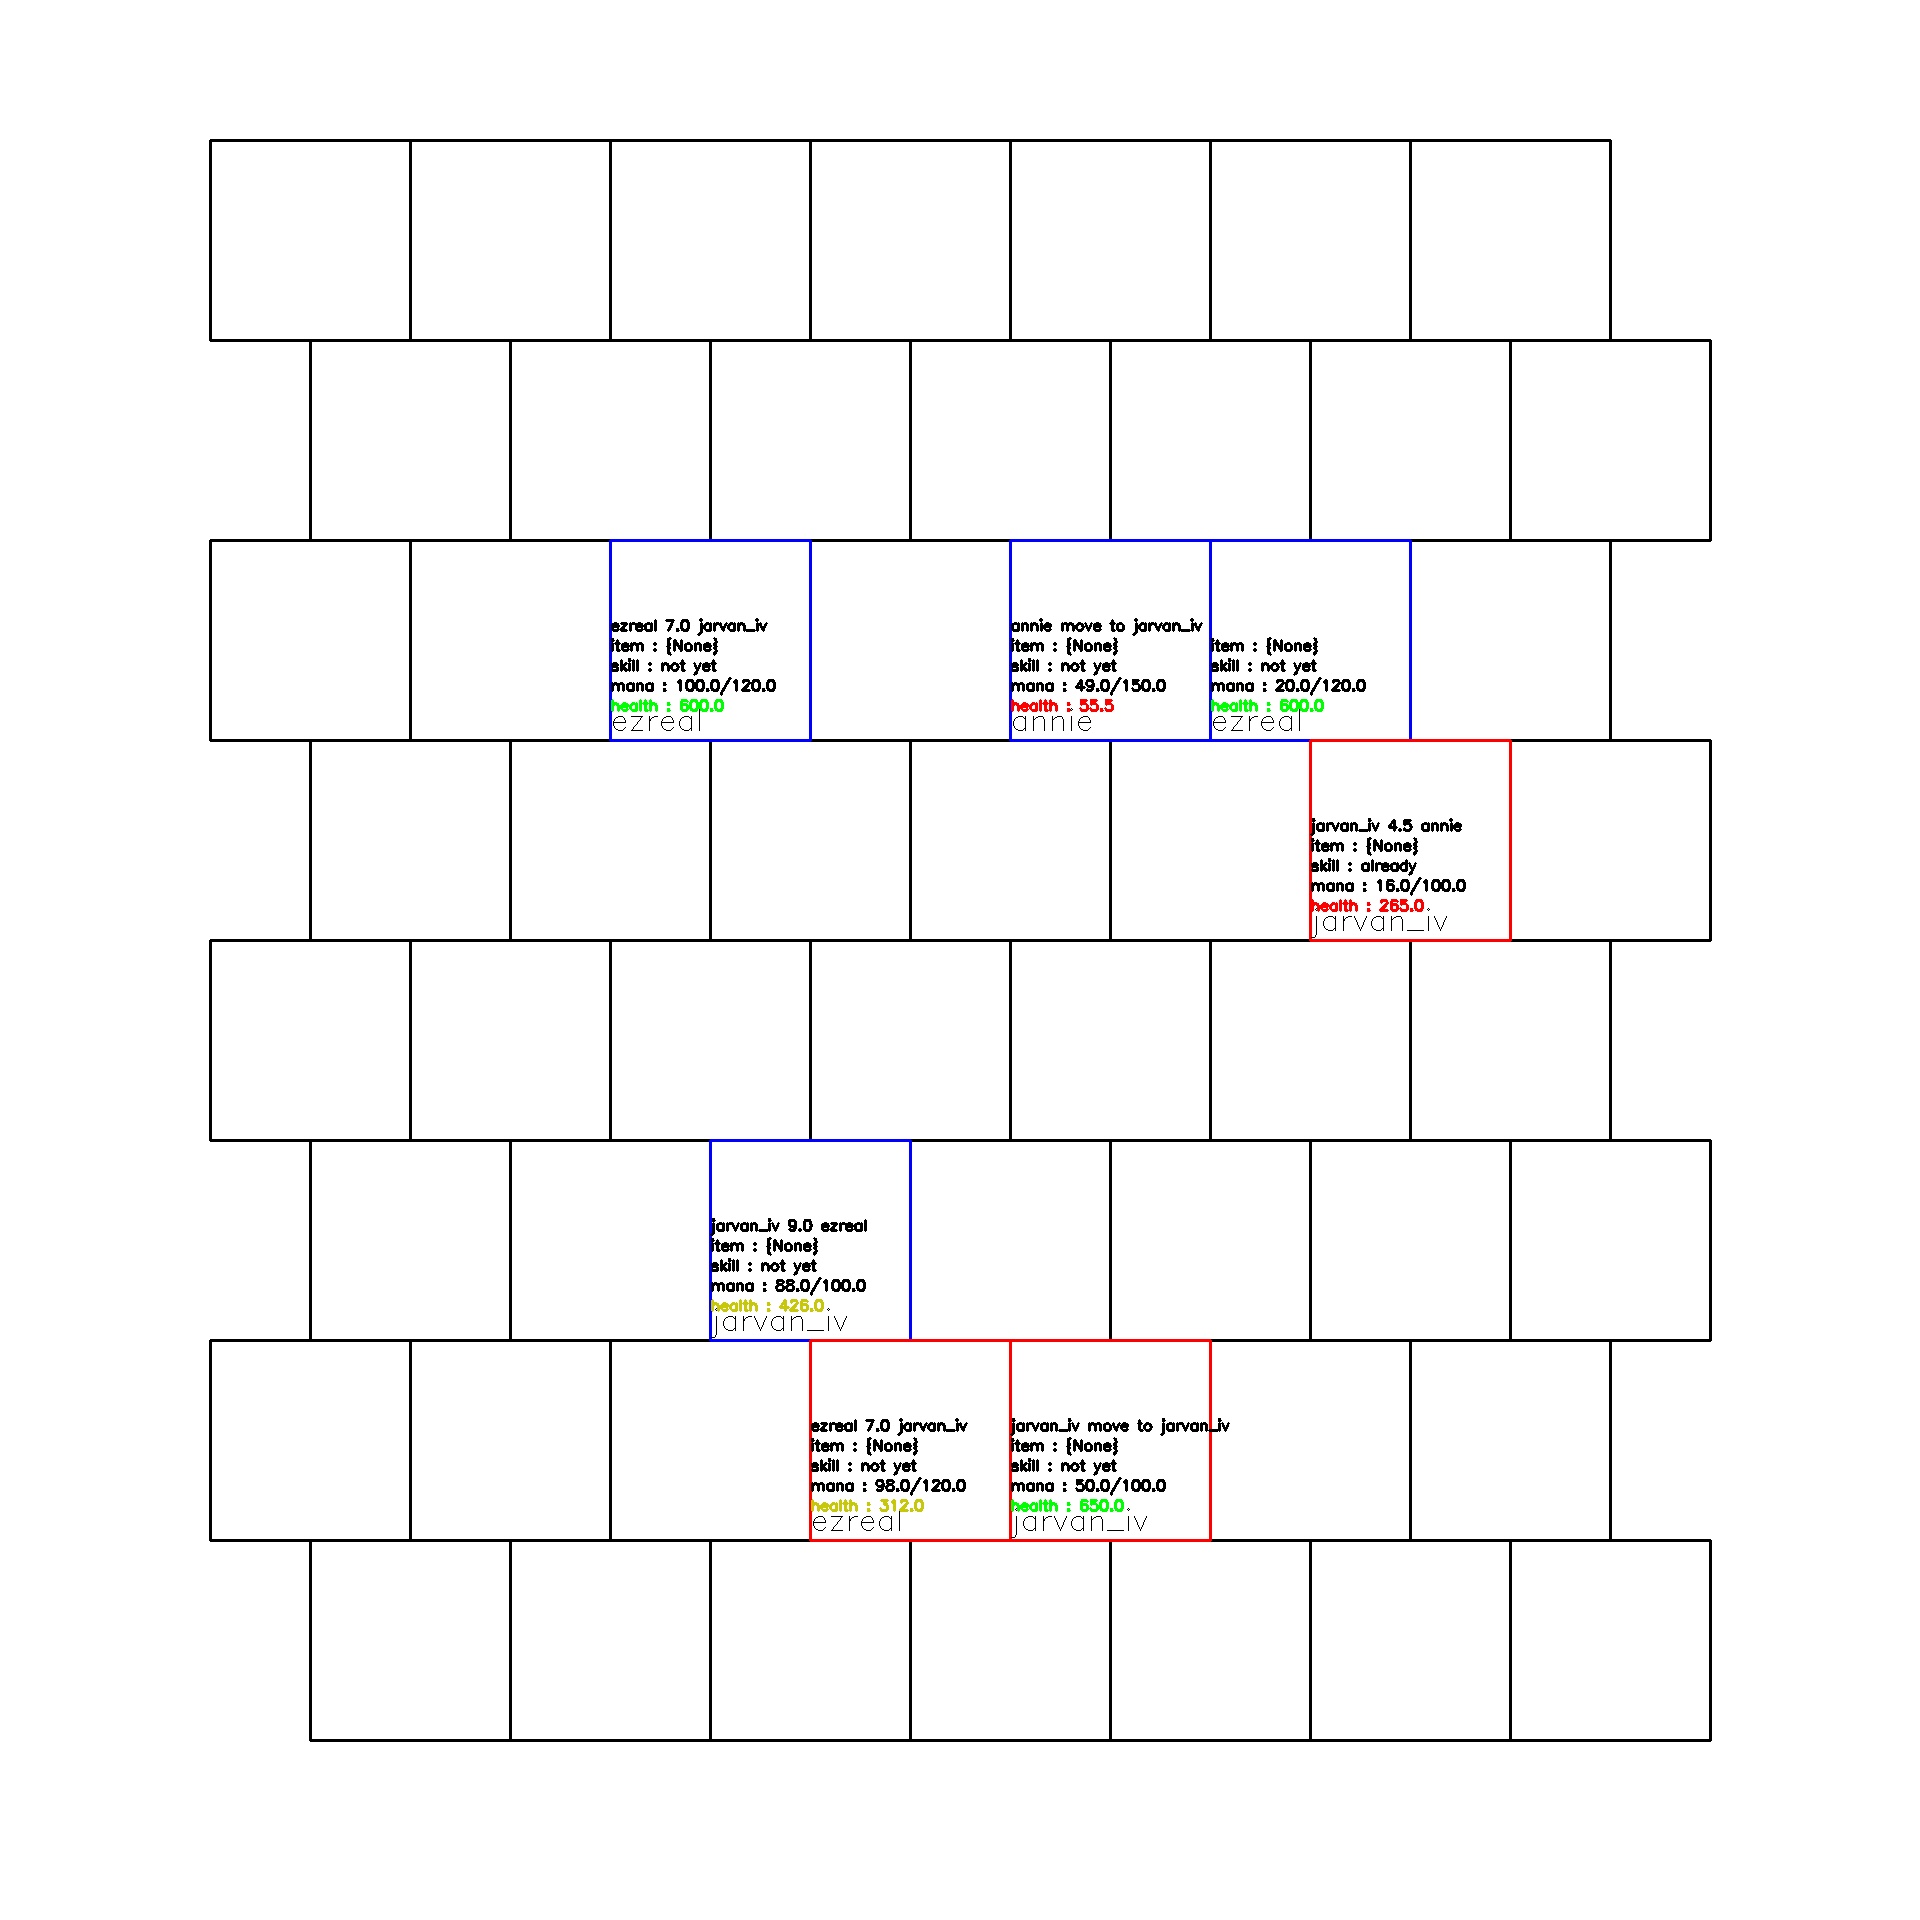 ezreal 7.0 jarvan_iv
item : {None}
skill : not yet
mana : 100.0/120.0
health : 600.0
ezreal
annie move to jarvan_iv
item : {None}
skill : not yet
mana : 49.0/150.0
health : 55.5
annie
item : {None}
skill : not yet
mana : 20.0/120.0
health : 600.0
ezreal
jarvan_iv 4.5 annie
item : {None}
skill : already
mana : 16.0/100.0
health : 265.0
jarvan_iv
jarvan_iv 9.0 ezreal
item : {None}
skill : not yet
mana : 88.0/100.0
health : 426.0
jarvan_iv
ezreal 7.0 jarvan_iv
item : {None}
skill : not yet
mana : 98.0/120.0
health : 312.0
ezreal
jarvan_iv move to jarvan_iv
item : {None}
skill : not yet
mana : 50.0/100.0
health : 650.0
jarvan_iv